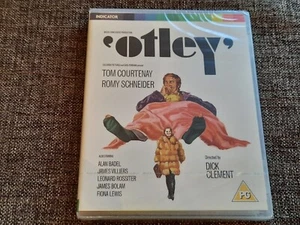 INDICATOR
'otley'
TOM COURTENAY
ROMY SCHNEIDER
ALAN BADEL
JAMES VILLIERS
LEONARD ROSSITER
JAMES BOLAM
FIONA LEWIS
Directed by
DICK
CLEMENT
PG